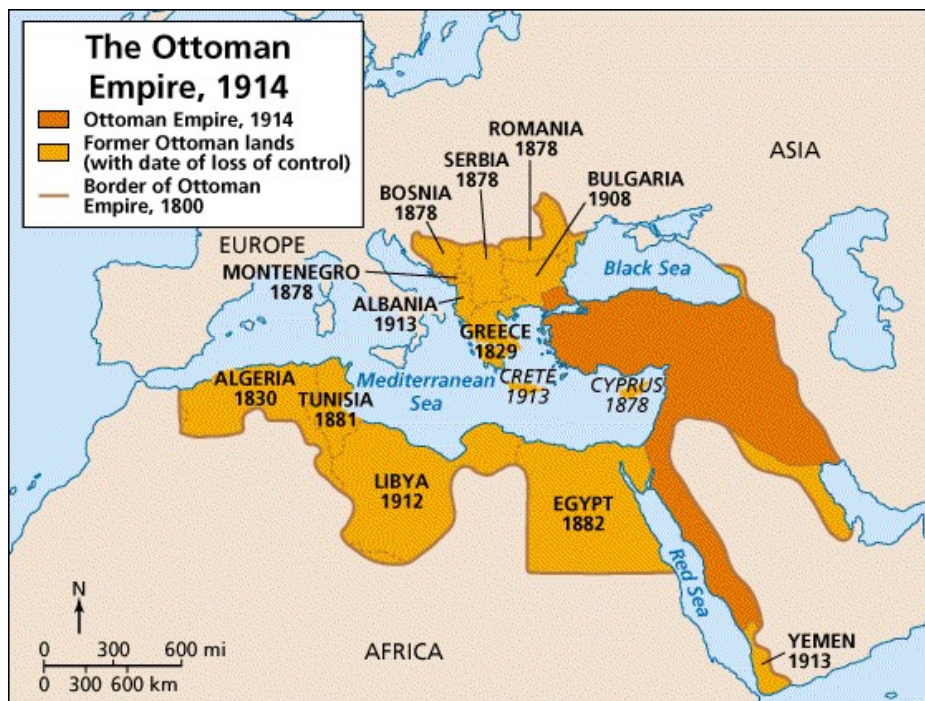 The Ottoman
Empire, 1914
Ottoman Empire, 1914
Former Ottoman lands
(with date of loss of control)
Border of Ottoman
Empire, 1800
ROMANIA
1878
SERBIA
1878
BOSNIA
1878
BULGARIA
1908
ASIA
EUROPE
Black Sea
MONTENEGRO
1878
ALBANIA
1913
GREECE
1829
CRETÉ
1913
CYPRUS
1878
Mediterranean
Sea
ALGERIA
1830
TUNISIA
1881
LIBYA
1912
EGYPT
1882
Red Sea
YEMEN
1913
AFRICA
N
0 300 600 mi
0 300 600 km